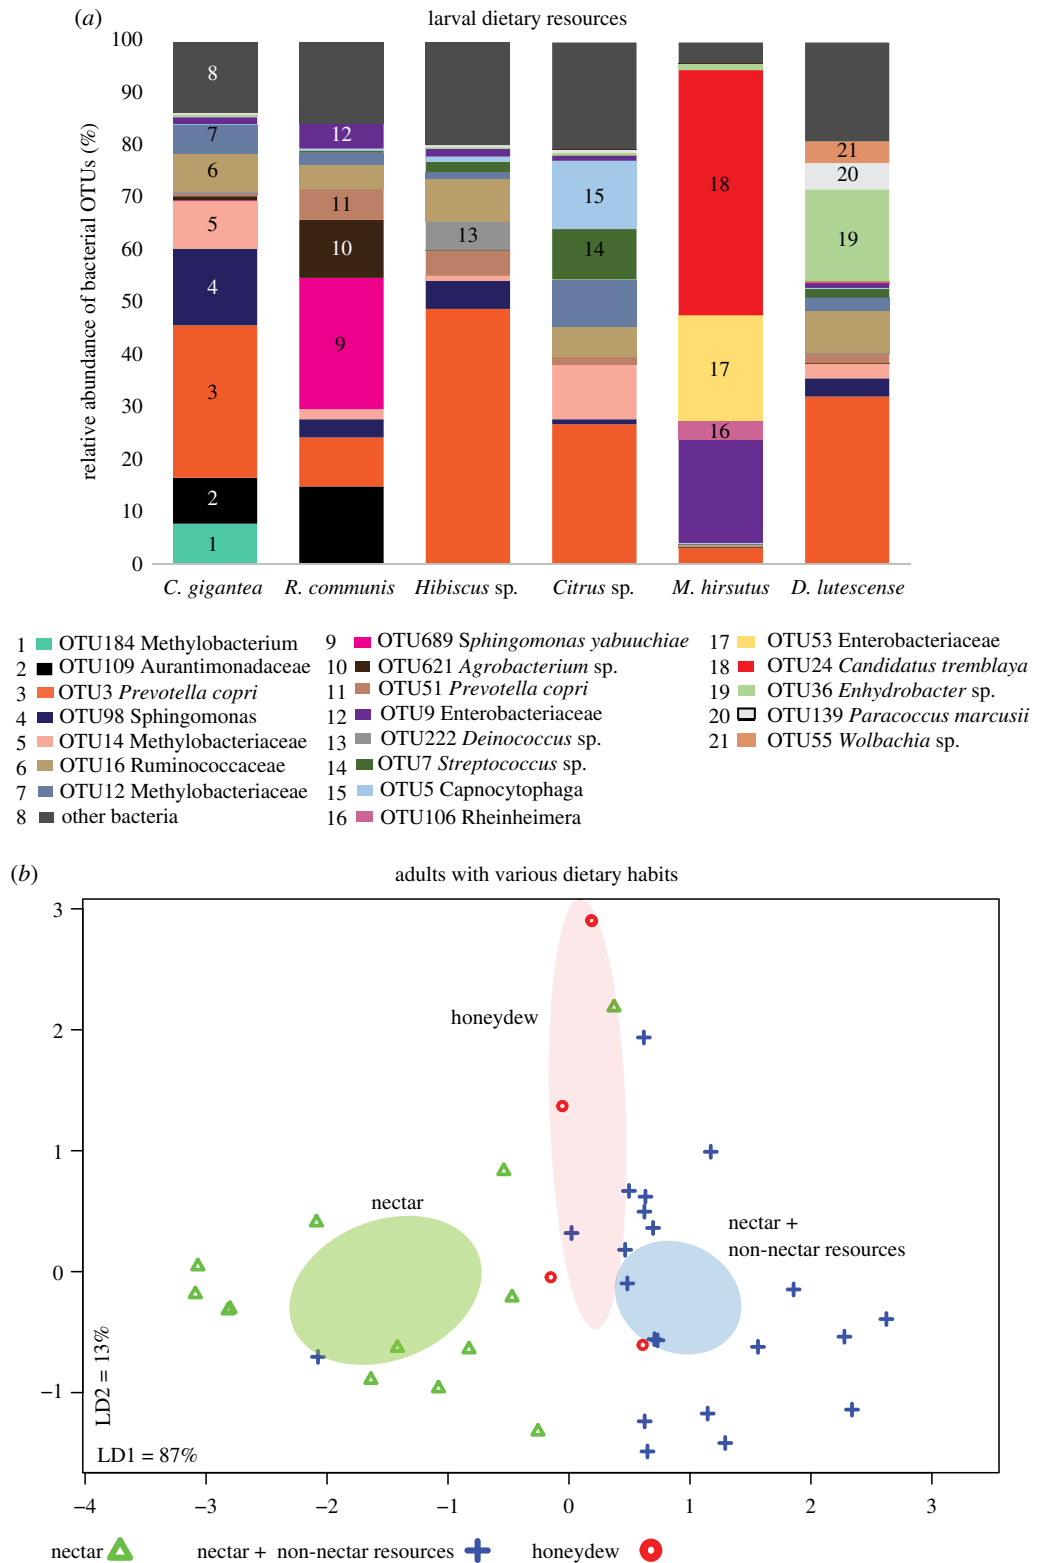 (a) larval dietary resources
relative abundance of bacterial OTUs (%)
100
90
80
70
60
50
40
30
20
10
0
8
7
6
5
4
3
2
1
12
11
10
9
13
15
14
18
17
16
21
20
19
C. gigantea R. communis Hibiscus sp. Citrus sp. M. hirsutus D. lutescense
1 OTU184 Methylobacterium
2 OTU109 Aurantimonadaceae
3 OTU3 Prevotella copri
4 OTU98 Sphingomonas
5 OTU14 Methylobacteriaceae
6 OTU16 Ruminococcaceae
7 OTU12 Methylobacteriaceae
8 other bacteria
9 OTU689 Sphingomonas yabuuchiae
10 OTU621 Agrobacterium sp.
11 OTU51 Prevotella copri
12 OTU9 Enterobacteriaceae
13 OTU222 Deinococcus sp.
14 OTU7 Streptococcus sp.
15 OTU5 Capnocytophaga
16 OTU106 Rheinheimera
17 OTU53 Enterobacteriaceae
18 OTU24 Candidatus tremblaya
19 OTU36 Enhydrobacter sp.
20 OTU139 Paracoccus marcusii
21 OTU55 Wolbachia sp.
(b) adults with various dietary habits
3
2
1
0
−1
honeydew
nectar
nectar +
non-nectar resources
LD2 = 13%
LD1 = 87%
−4 −3 −2 −1 0 1 2 3
nectar nectar + non-nectar resources honeydew